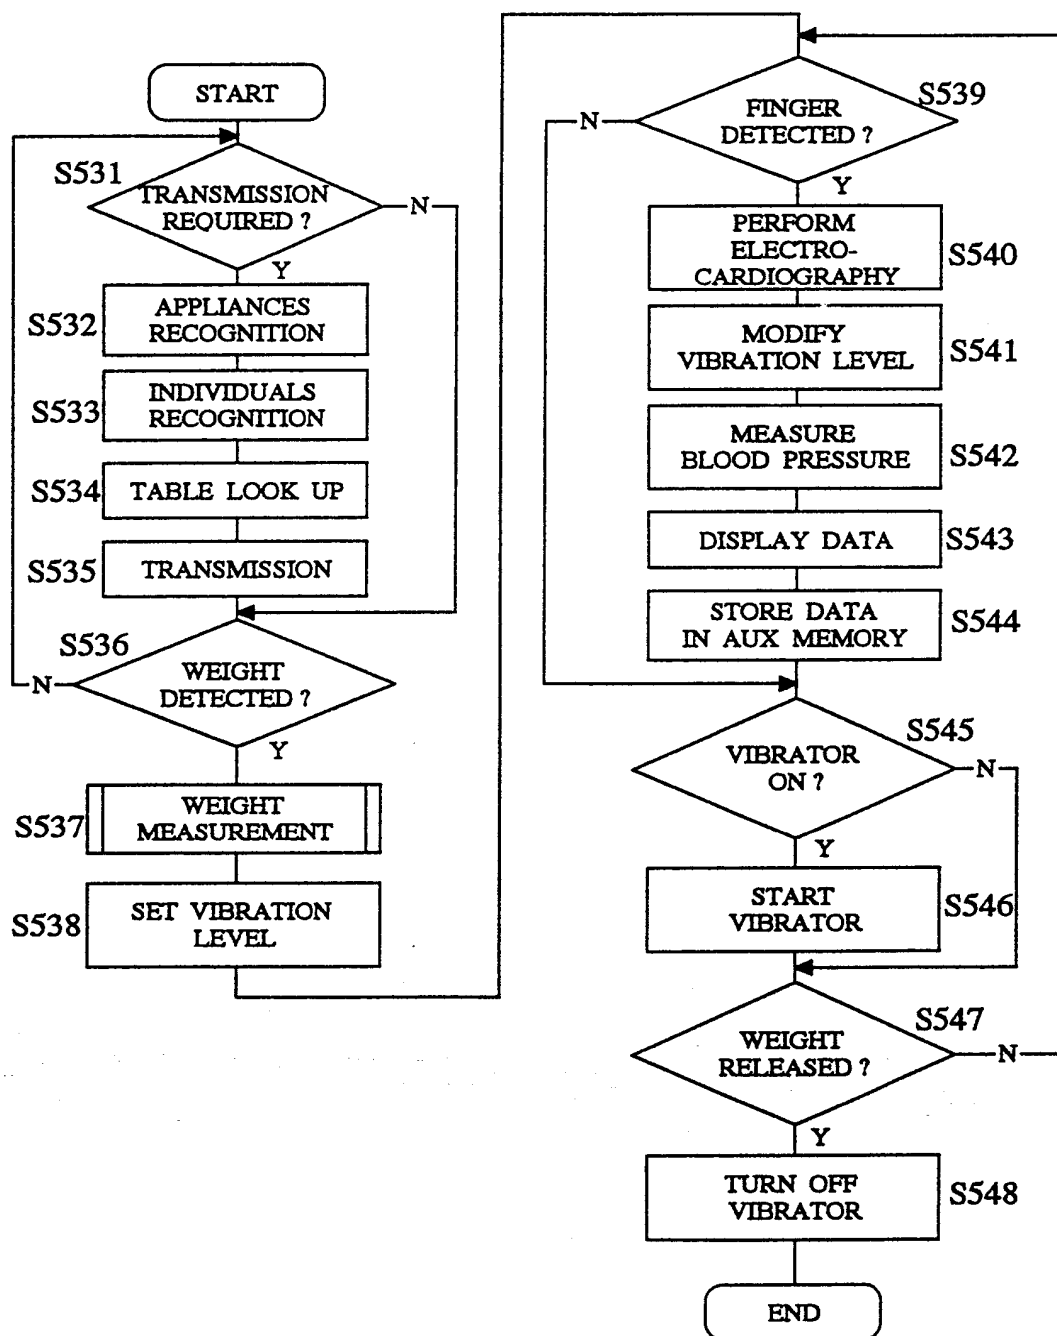 START
S531
TRANSMISSION
REQUIRED ?
N
Y
S532
APPLIANCES
RECOGNITION
S533
INDIVIDUALS
RECOGNITION
S534
TABLE LOOK UP
S535
TRANSMISSION
S536
WEIGHT
DETECTED ?
N
Y
S537
WEIGHT
MEASUREMENT
S538
SET VIBRATION
LEVEL
S539
FINGER
DETECTED ?
N
Y
PERFORM
ELECTRO-
CARDIOGRAPHY
S540
MODIFY
VIBRATION LEVEL
S541
MEASURE
BLOOD PRESSURE
S542
DISPLAY DATA
S543
STORE DATA
IN AUX MEMORY
S544
S545
VIBRATOR
ON ?
N
Y
START
VIBRATOR
S546
S547
WEIGHT
RELEASED ?
N
Y
TURN OFF
VIBRATOR
S548
END